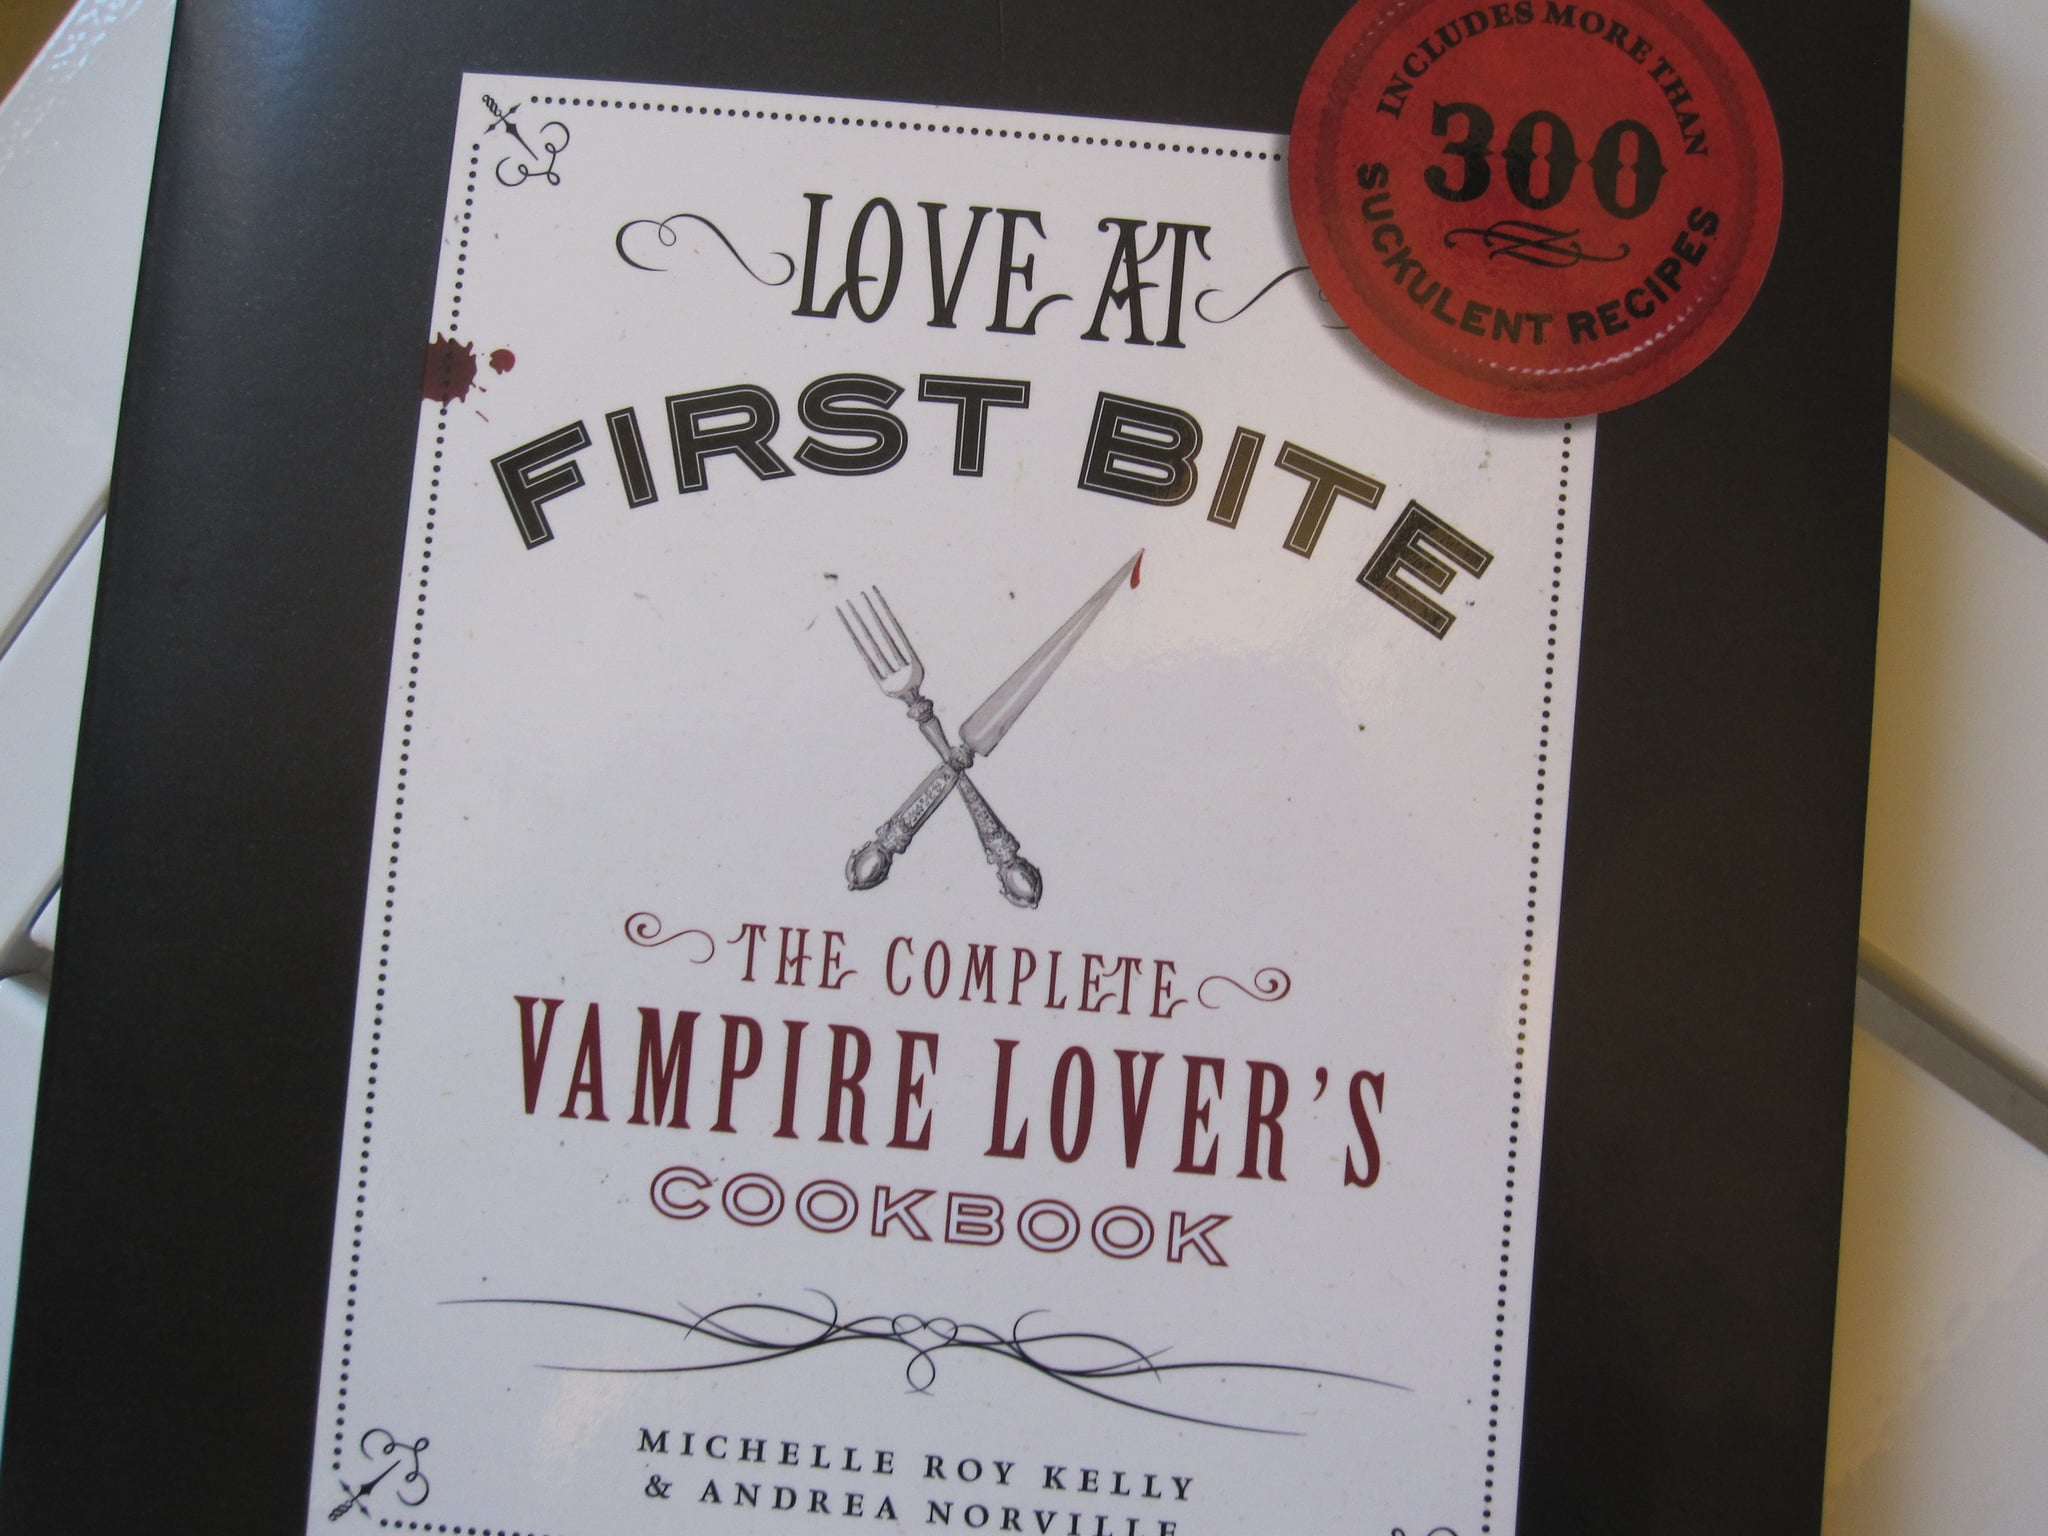 INCLUDES MORE THAN
300
SUCKULENT RECIPES
LOVE AT
FIRST BITE
THE COMPLETE
VAMPIRE LOVER'S
COOKBOOK
MICHELLE ROY KELLY
& ANDREA NORVILLE